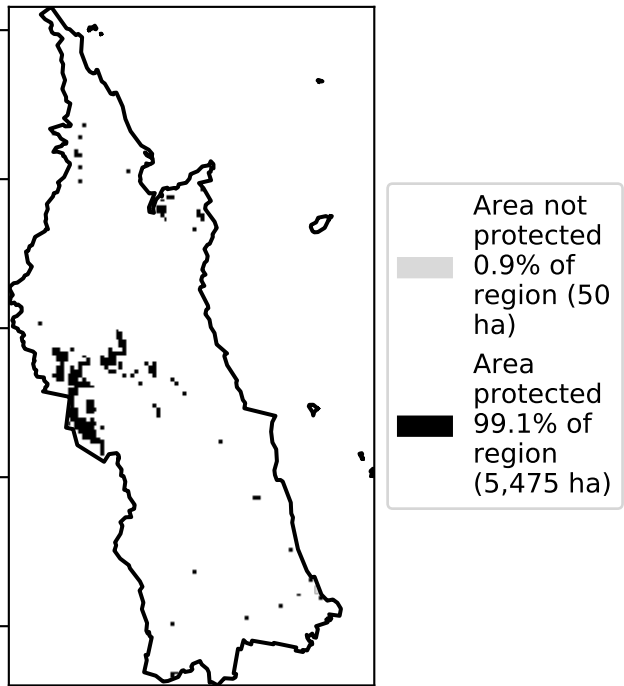 Area not
protected
0.9% of
region (50
ha)
Area
protected
99.1% of
region
(5,475 ha)